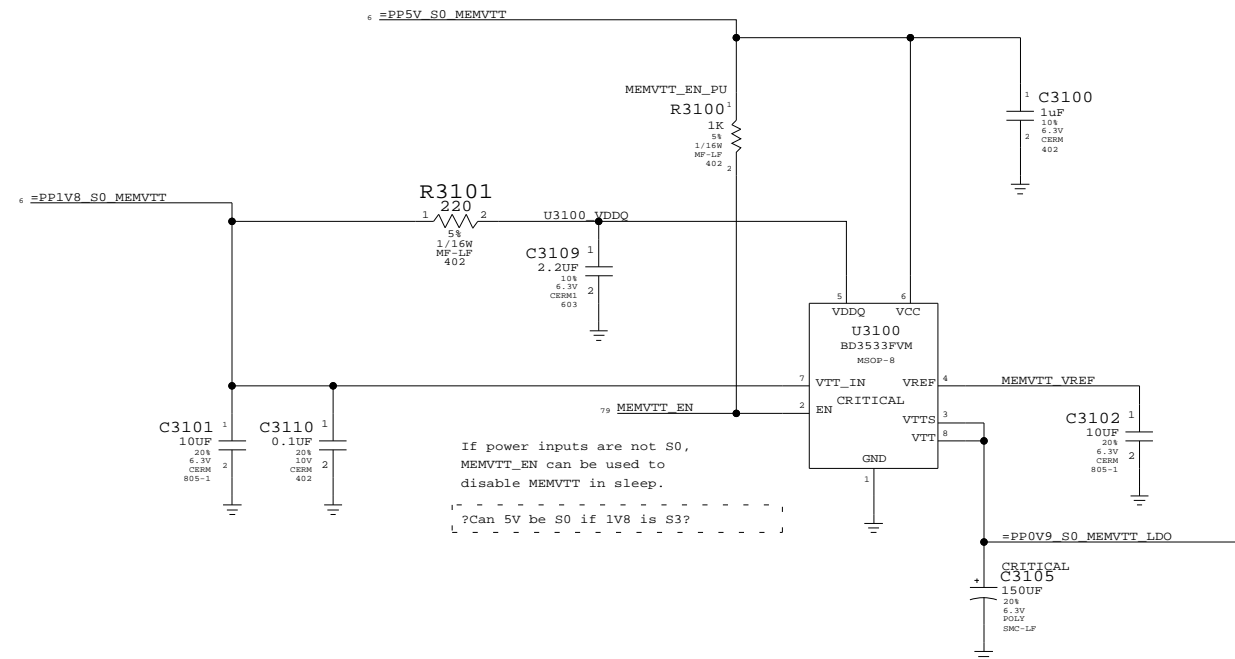 6 =PP5V_S0_MEMVTT
MEMVTT_EN_PU
R3100 1
1K
5%
1/16W
MF-LF
402
2
1 C3100
1uF
10%
6.3V
CERM
402
2
6 =PP1V8_S0_MEMVTT
R3101
1 220 2
5%
1/16W
MF-LF
402
U3100_VDDQ
C3109 1
2.2UF
10%
6.3V
CERM1
603
2
5 6
VDDQ VCC
U3100
BD3533FVM
MSOP-8
7 VTT_IN VREF 4
MEMVTT_VREF
CRITICAL
79 MEMVTT_EN
2 EN
VTTS 3
VTT 8
GND
1
C3101 1
10UF
20%
6.3V
CERM
805-1
2
C3110 1
0.1UF
20%
10V
CERM
402
2
C3102 1
10UF
20%
6.3V
CERM
805-1
2
If power inputs are not S0,
MEMVTT_EN can be used to
disable MEMVTT in sleep.
?Can 5V be S0 if 1V8 is S3?
=PP0V9_S0_MEMVTT_LDO
CRITICAL
+ C3105
150UF
20%
6.3V
POLY
SMC-LF